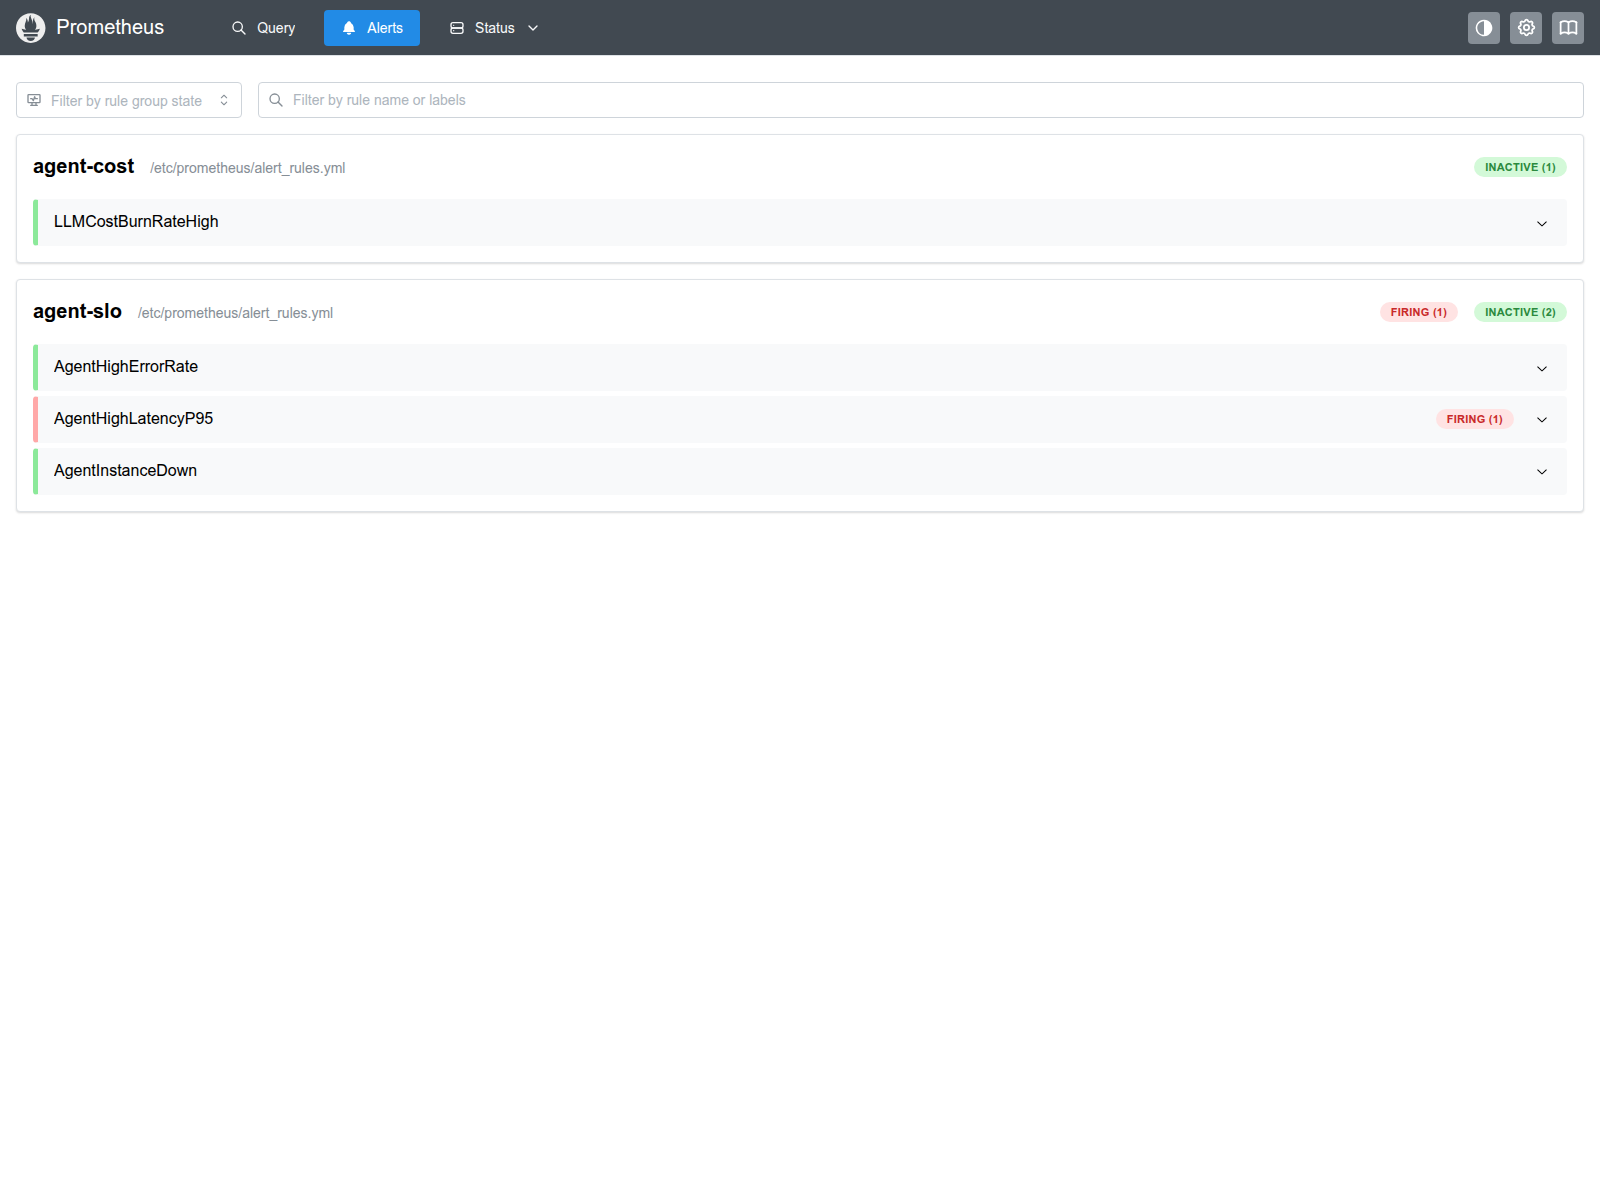 Prometheus Query Alerts Status
Filter by rule group state Filter by rule name or labels
agent-cost /etc/prometheus/alert_rules.yml INACTIVE (1)
LLMCostBurnRateHigh
agent-slo /etc/prometheus/alert_rules.yml FIRING (1) INACTIVE (2)
AgentHighErrorRate
AgentHighLatencyP95 FIRING (1)
AgentInstanceDown